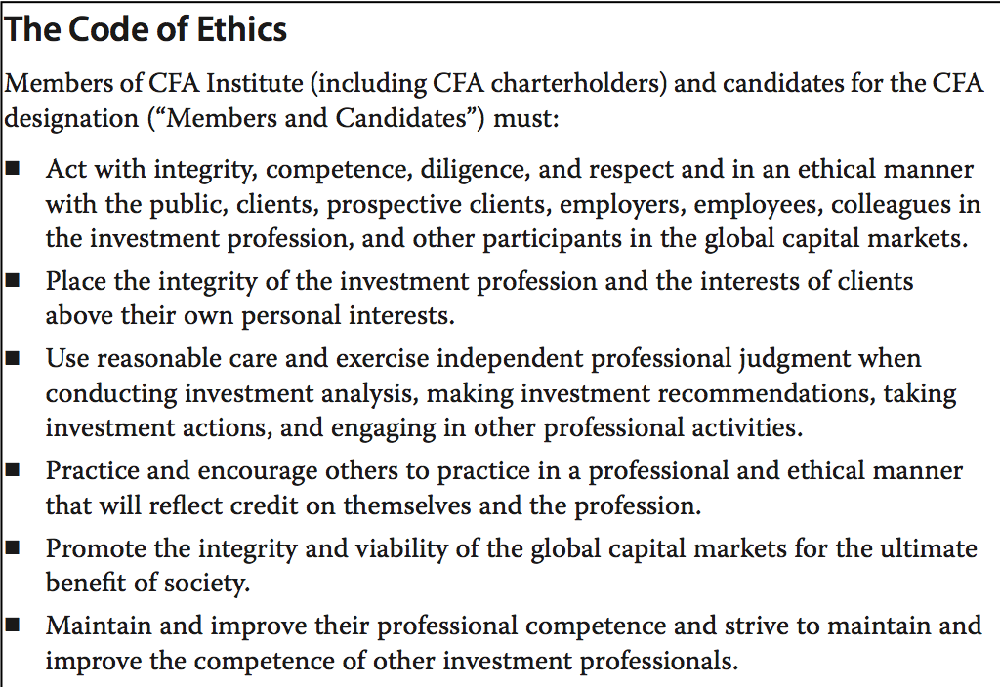 The Code of Ethics
Members of CFA Institute (including CFA charterholders) and candidates for the CFA
designation (“Members and Candidates”) must:
■ Act with integrity, competence, diligence, and respect and in an ethical manner
with the public, clients, prospective clients, employers, employees, colleagues in
the investment profession, and other participants in the global capital markets.
■ Place the integrity of the investment profession and the interests of clients
above their own personal interests.
■ Use reasonable care and exercise independent professional judgment when
conducting investment analysis, making investment recommendations, taking
investment actions, and engaging in other professional activities.
■ Practice and encourage others to practice in a professional and ethical manner
that will reflect credit on themselves and the profession.
■ Promote the integrity and viability of the global capital markets for the ultimate
benefit of society.
■ Maintain and improve their professional competence and strive to maintain and
improve the competence of other investment professionals.